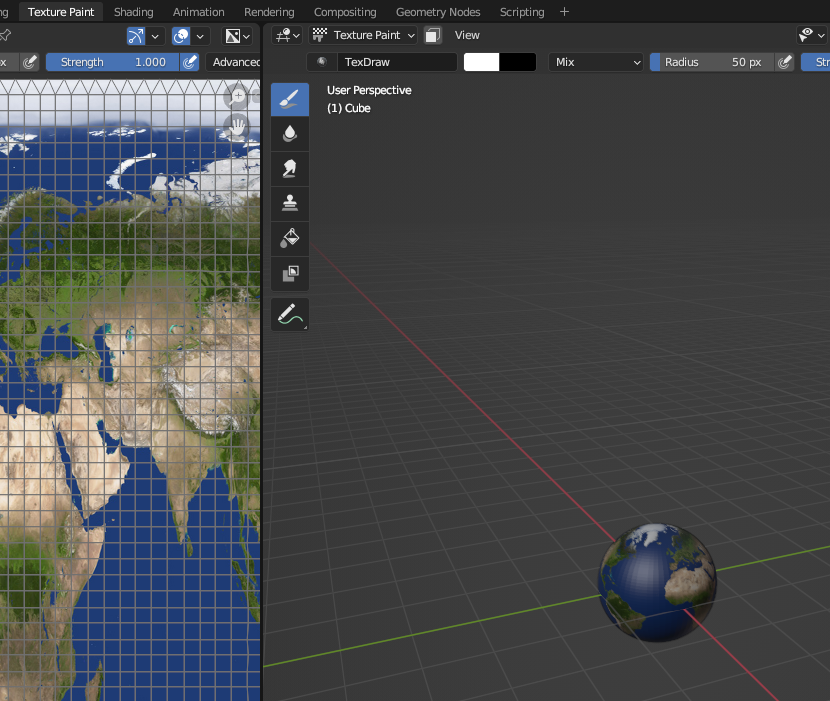 ng Texture Paint Shading Animation Rendering Compositing Geometry Nodes Scripting +
Texture Paint View
x Strength 1.000 Advanced TexDraw Mix Radius 50 px Str
User Perspective
(1) Cube